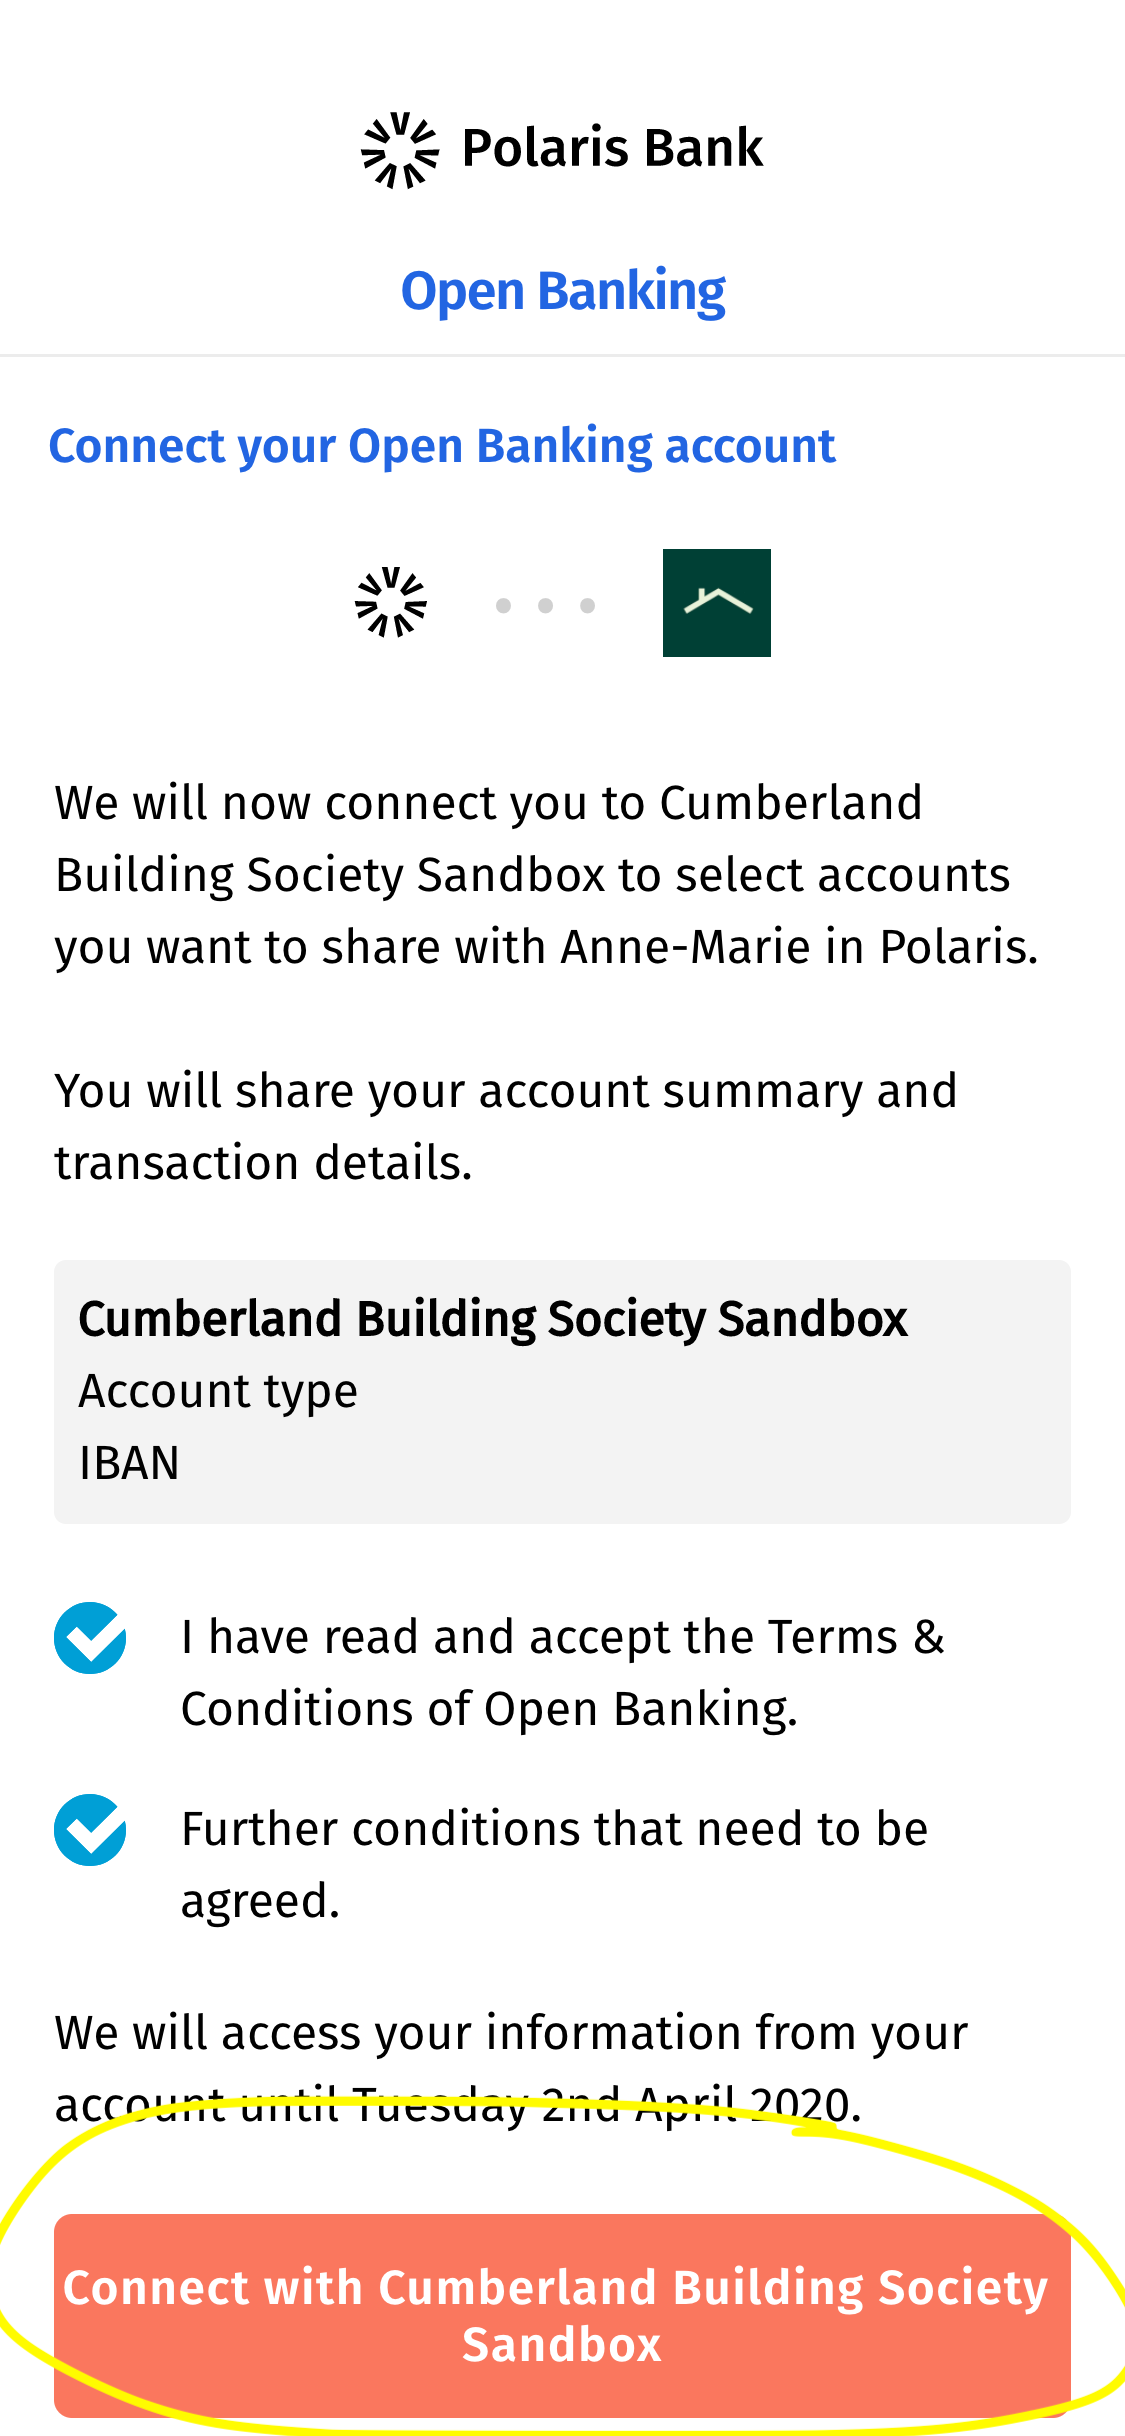 Polaris Bank
Open Banking
Connect your Open Banking account
We will now connect you to Cumberland
Building Society Sandbox to select accounts
you want to share with Anne-Marie in Polaris.
You will share your account summary and
transaction details.
Cumberland Building Society Sandbox
Account type
IBAN
I have read and accept the Terms &
Conditions of Open Banking.
Further conditions that need to be
agreed.
We will access your information from your
account until Tuesday 2nd April 2020.
Connect with Cumberland Building Society
Sandbox